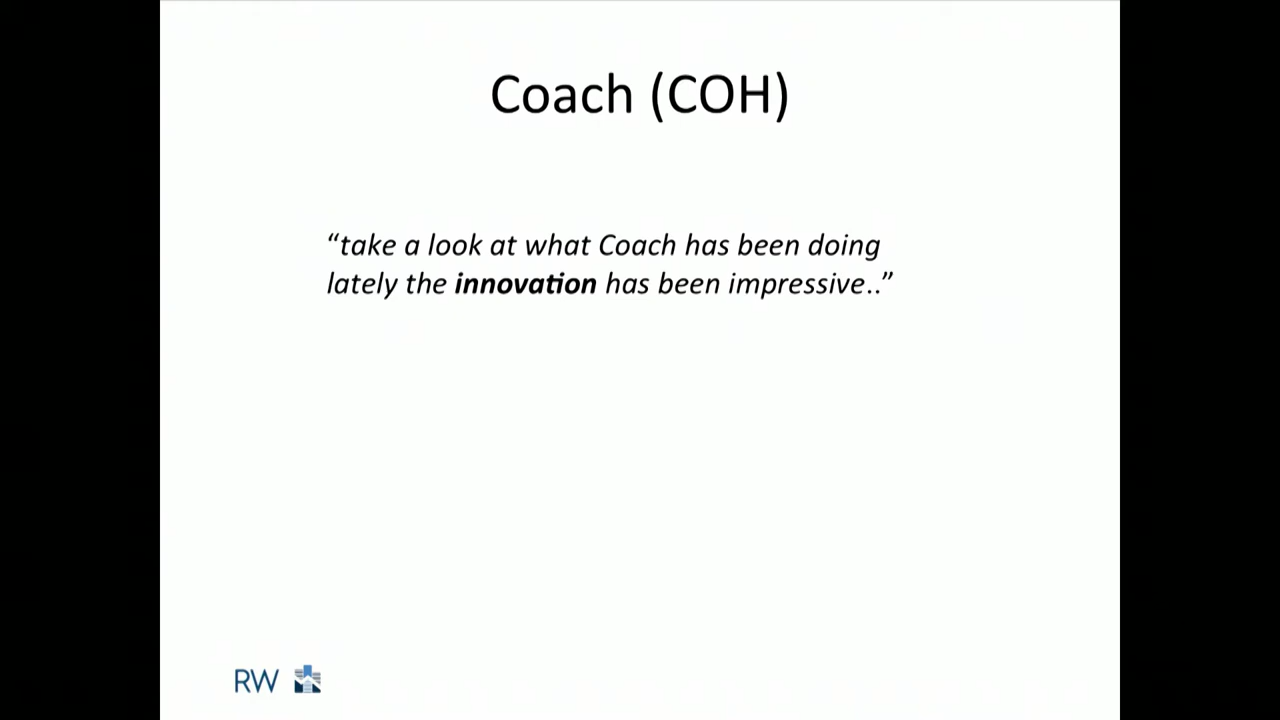 Coach (COH)
“take a look at what Coach has been doing
lately the innovation has been impressive..”
RW